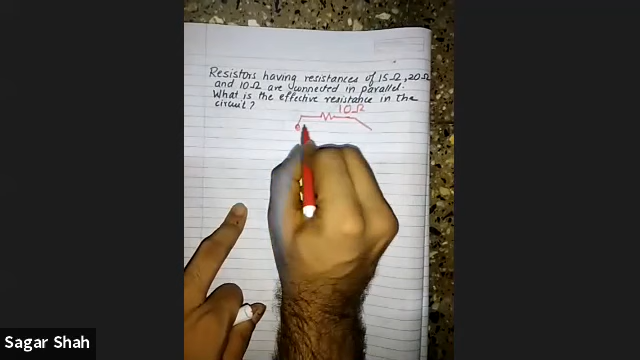 Resistors having resistances of 15Ω, 20Ω
and 10Ω are connected in parallel.
What is the effective resistance in the
circuit?
10Ω
Sagar Shah